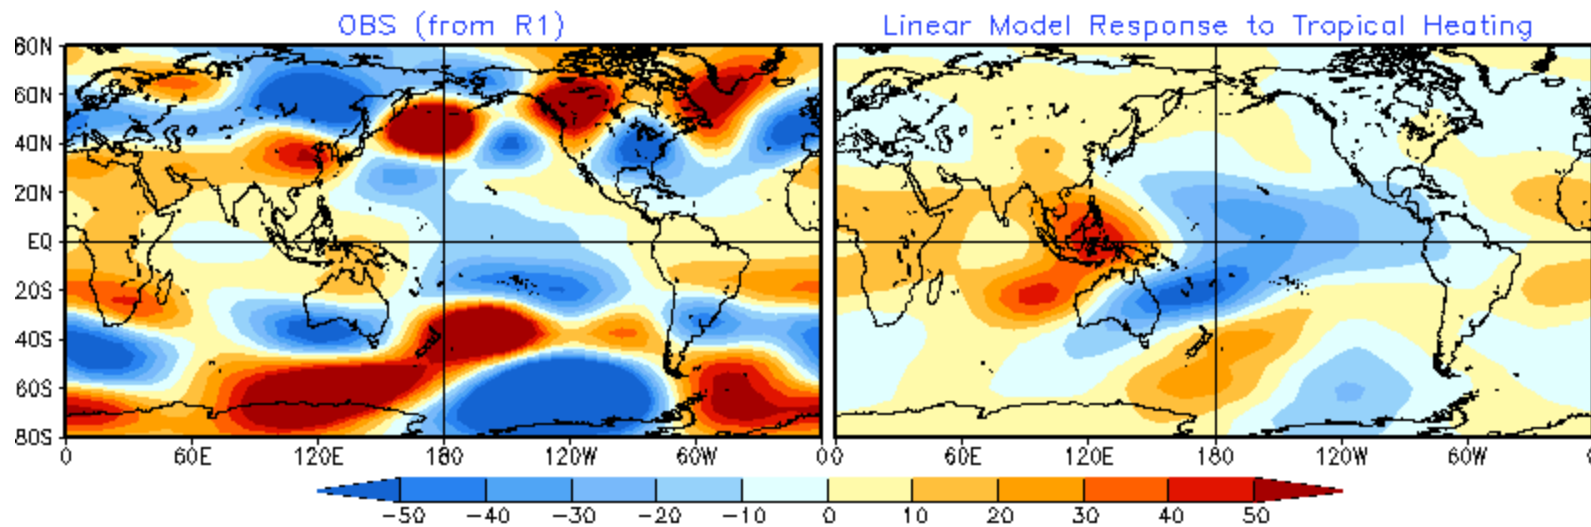 OBS (from R1) Linear Model Response to Tropical Heating
80N
60N
40N
20N
EQ
20S
40S
60S
80S
0 60E 120E 180 120W 60W 0 0 60E 120E 180 120W 60W 0
-50 -40 -30 -20 -10 0 10 20 30 40 50